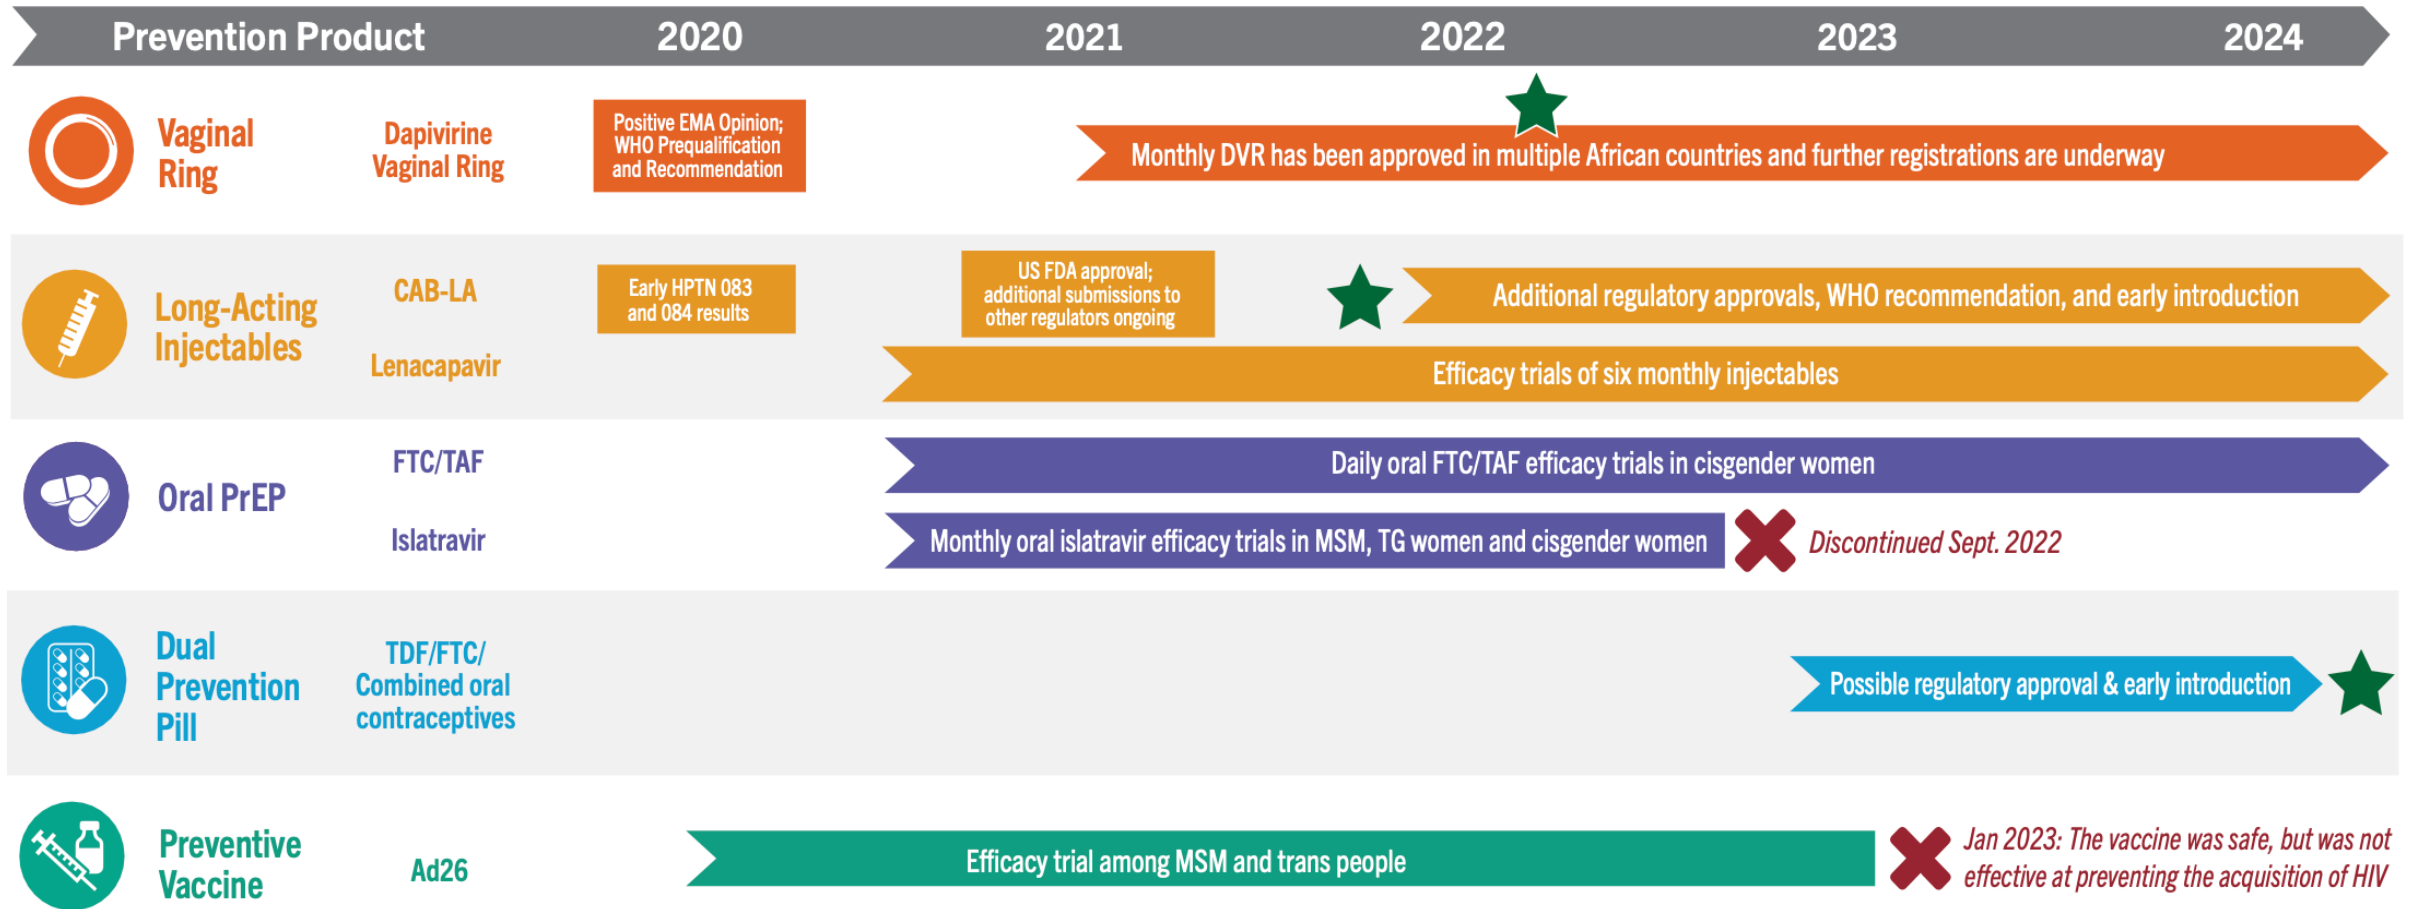 Prevention Product 2020 2021 2022 2023 2024
Vaginal
Ring
Dapivirine
Vaginal Ring
Positive EMA Opinion;
WHO Prequalification
and Recommendation
Monthly DVR has been approved in multiple African countries and further registrations are underway
Long-Acting
Injectables
CAB-LA
Early HPTN 083
and 084 results
US FDA approval;
additional submissions to
other regulators ongoing
Additional regulatory approvals, WHO recommendation, and early introduction
Lenacapavir
Efficacy trials of six monthly injectables
Oral PrEP
FTC/TAF
Daily oral FTC/TAF efficacy trials in cisgender women
Islatravir
Monthly oral islatravir efficacy trials in MSM, TG women and cisgender women
Discontinued Sept. 2022
Dual
Prevention
Pill
TDF/FTC/
Combined oral
contraceptives
Possible regulatory approval & early introduction
Preventive
Vaccine
Ad26
Efficacy trial among MSM and trans people
Jan 2023: The vaccine was safe, but was not
effective at preventing the acquisition of HIV